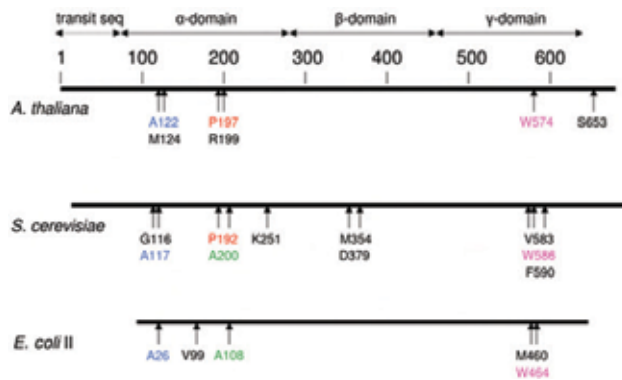 transit seq α-domain β-domain γ-domain
1 100 200 300 400 500 600
A. thaliana
A122 P197 W574 S653
M124 R199
S. cerevisiae
G116 P192 K251 M354 V583
A117 A200 D379 W586
F590
E. coli II
A26 V99 A108 M460
W464